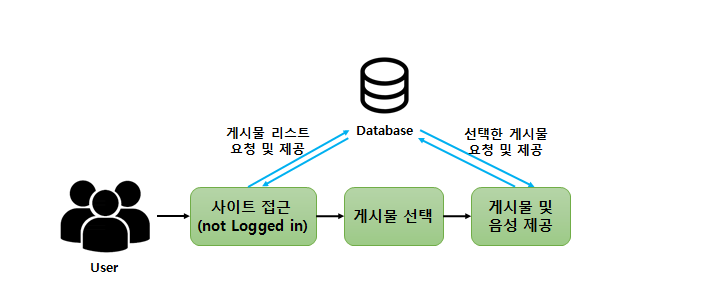 Database
게시물 리스트
요청 및 제공
선택한 게시물
요청 및 제공
사이트 접근
(not Logged in)
게시물 선택
게시물 및
음성 제공
User